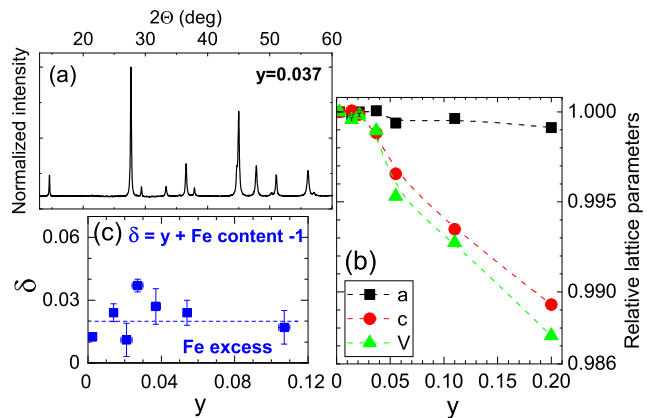 2Θ (deg)
20 30 40 50 60
(a)
y=0.037
Normalized intensity
1.000
0.995
0.990
0.986
Relative lattice parameters
(b)
a
c
V
0.00 0.05 0.10 0.15 0.20
y
0.06
0.03
0
δ
(c)
δ = y + Fe content -1
Fe excess
0 0.04 0.08 0.12
y